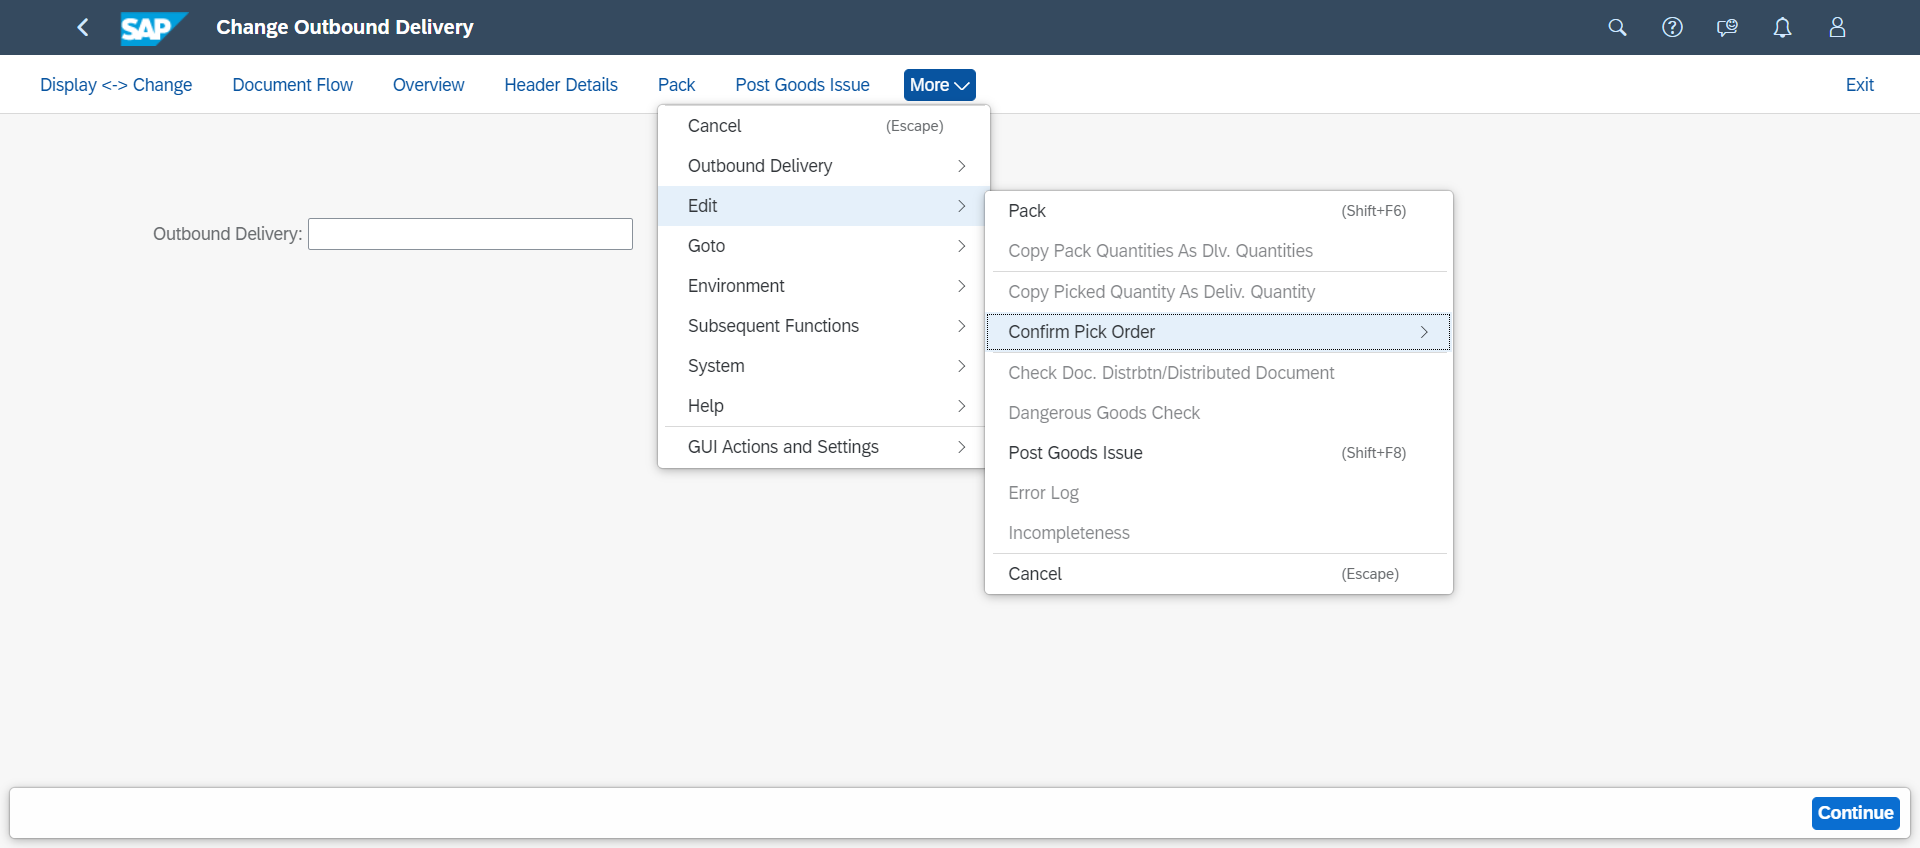 SAP Change Outbound Delivery
Display <-> Change Document Flow Overview Header Details Pack Post Goods Issue More Exit
Cancel (Escape)
Outbound Delivery
Edit
Goto
Environment
Subsequent Functions
System
Help
GUI Actions and Settings
Outbound Delivery:
Pack (Shift+F6)
Copy Pack Quantities As Dlv. Quantities
Copy Picked Quantity As Deliv. Quantity
Confirm Pick Order
Check Doc. Distrbtn/Distributed Document
Dangerous Goods Check
Post Goods Issue (Shift+F8)
Error Log
Incompleteness
Cancel (Escape)
Continue